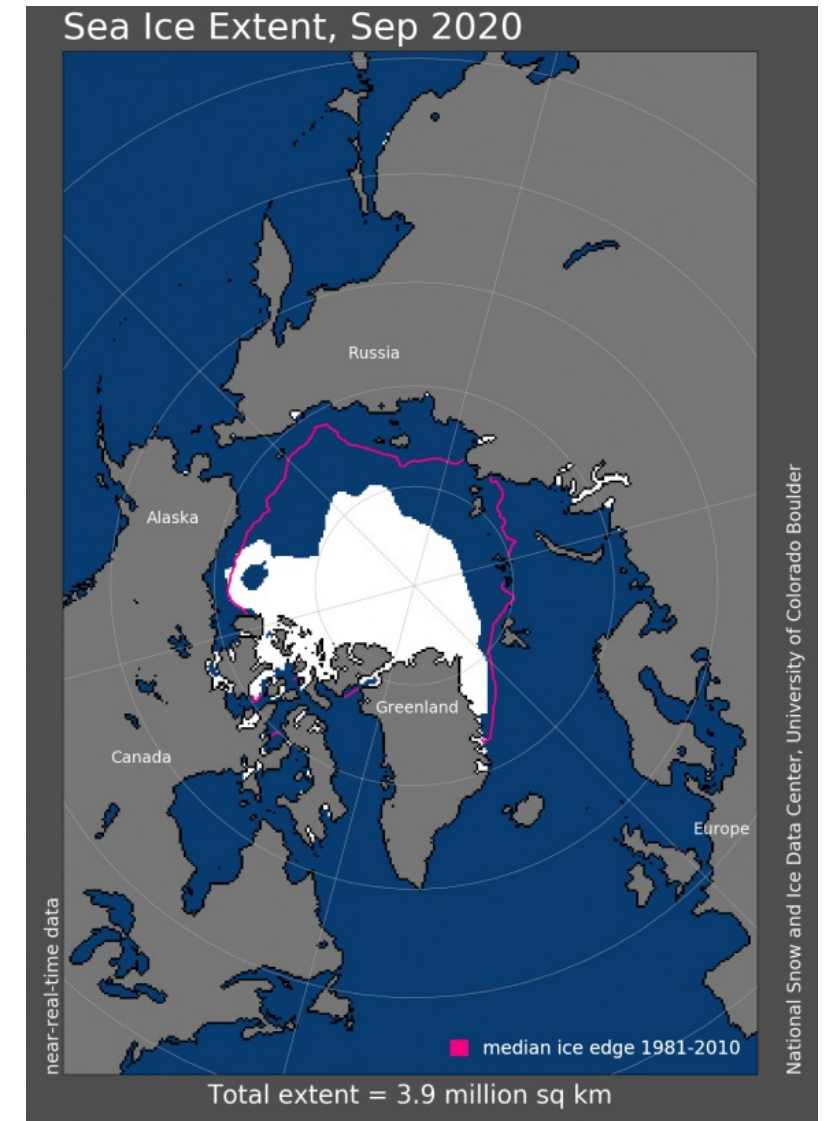 Sea Ice Extent, Sep 2020
Russia
Alaska
Greenland
Canada
Europe
near-real-time data
National Snow and Ice Data Center, University of Colorado Boulder
median ice edge 1981-2010
Total extent = 3.9 million sq km